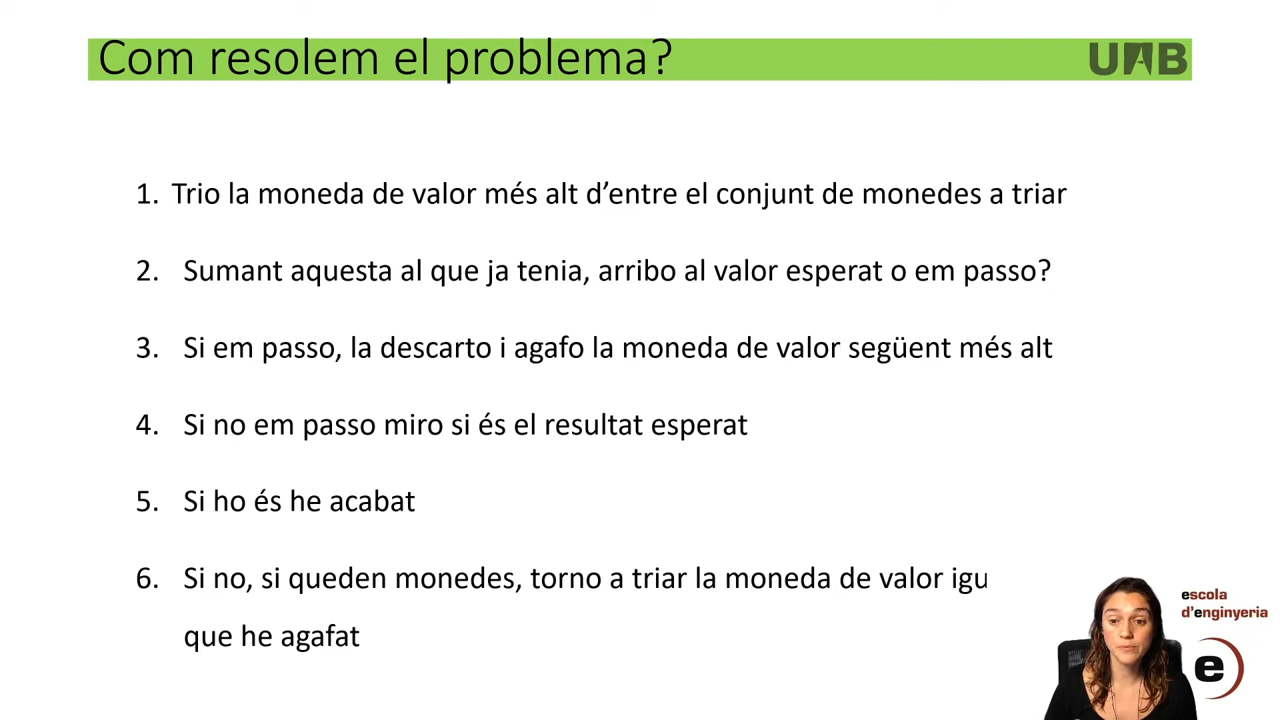 Com resolem el problema?
UAB
1. Trio la moneda de valor més alt d’entre el conjunt de monedes a triar
2. Sumant aquesta al que ja tenia, arribo al valor esperat o em passo?
3. Si em passo, la descarto i agafo la moneda de valor següent més alt
4. Si no em passo miro si és el resultat esperat
5. Si ho és he acabat
6. Si no, si queden monedes, torno a triar la moneda de valor igu
que he agafat
escola
d'enginyeria
e